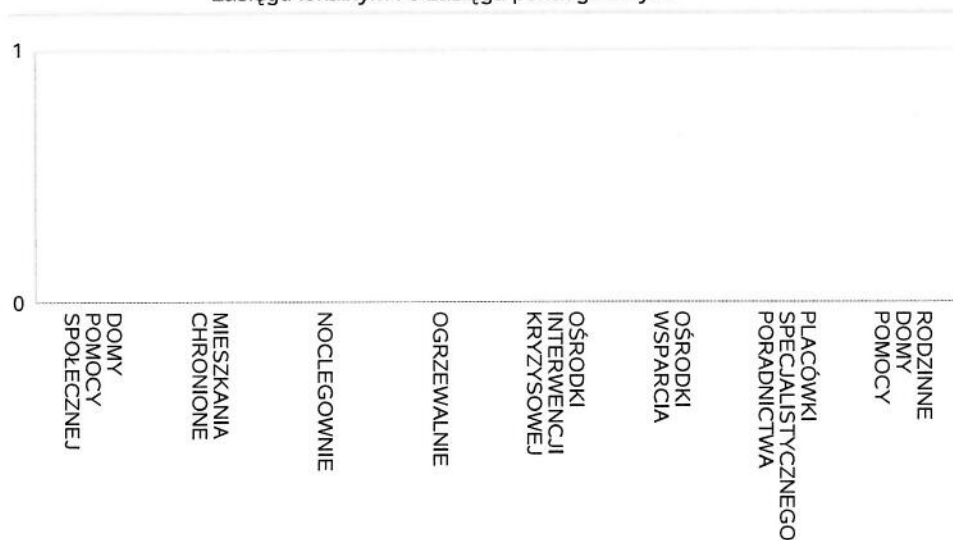 1
0
DOMY
POMOCY
SPOŁECZNEJ
MIESZKANIA
CHRONIONE
NOCLEGOWNIE
OGRZEWALNIE
OŚRODKI
INTERWENCJI
KRYZYSOWEJ
OŚRODKI
WSPARCIA
PLACÓWKI
SPECJALISTYCZNEGO
PORADNICTWA
RODZINNE
DOMY
POMOCY